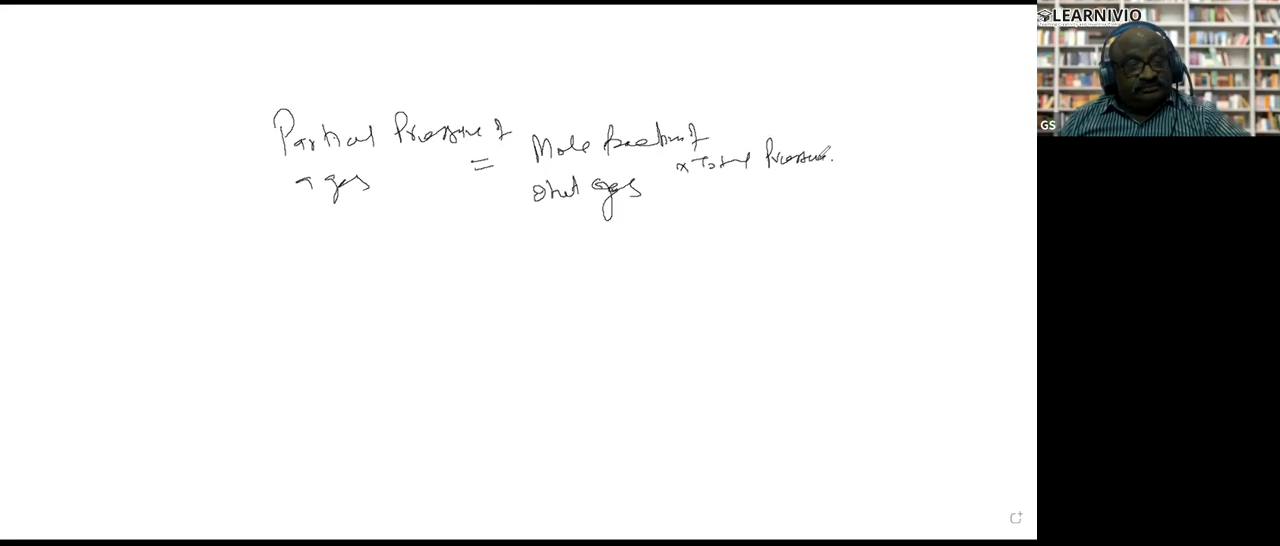 Partial Pressure of
a gas
=
Mole fraction of
that gas
× Total Pressure.
LEARNIVIO
GS